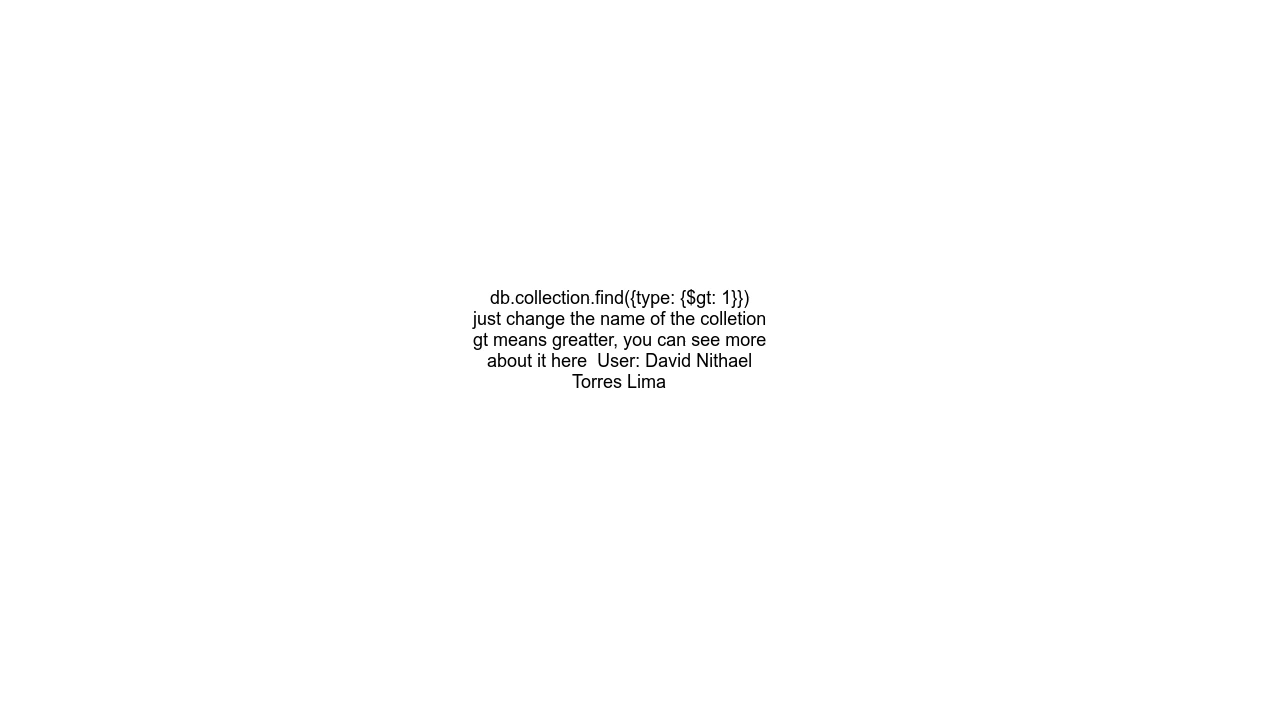 db.collection.find({type: {$gt: 1}})
just change the name of the colletion
gt means greatter, you can see more
about it here  User: David Nithael
Torres Lima